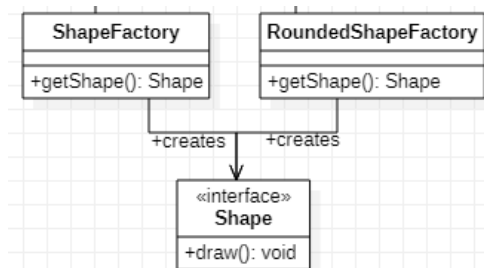 ShapeFactory
+getShape(): Shape
RoundedShapeFactory
+getShape(): Shape
+creates
+creates
«interface»
Shape
+draw(): void